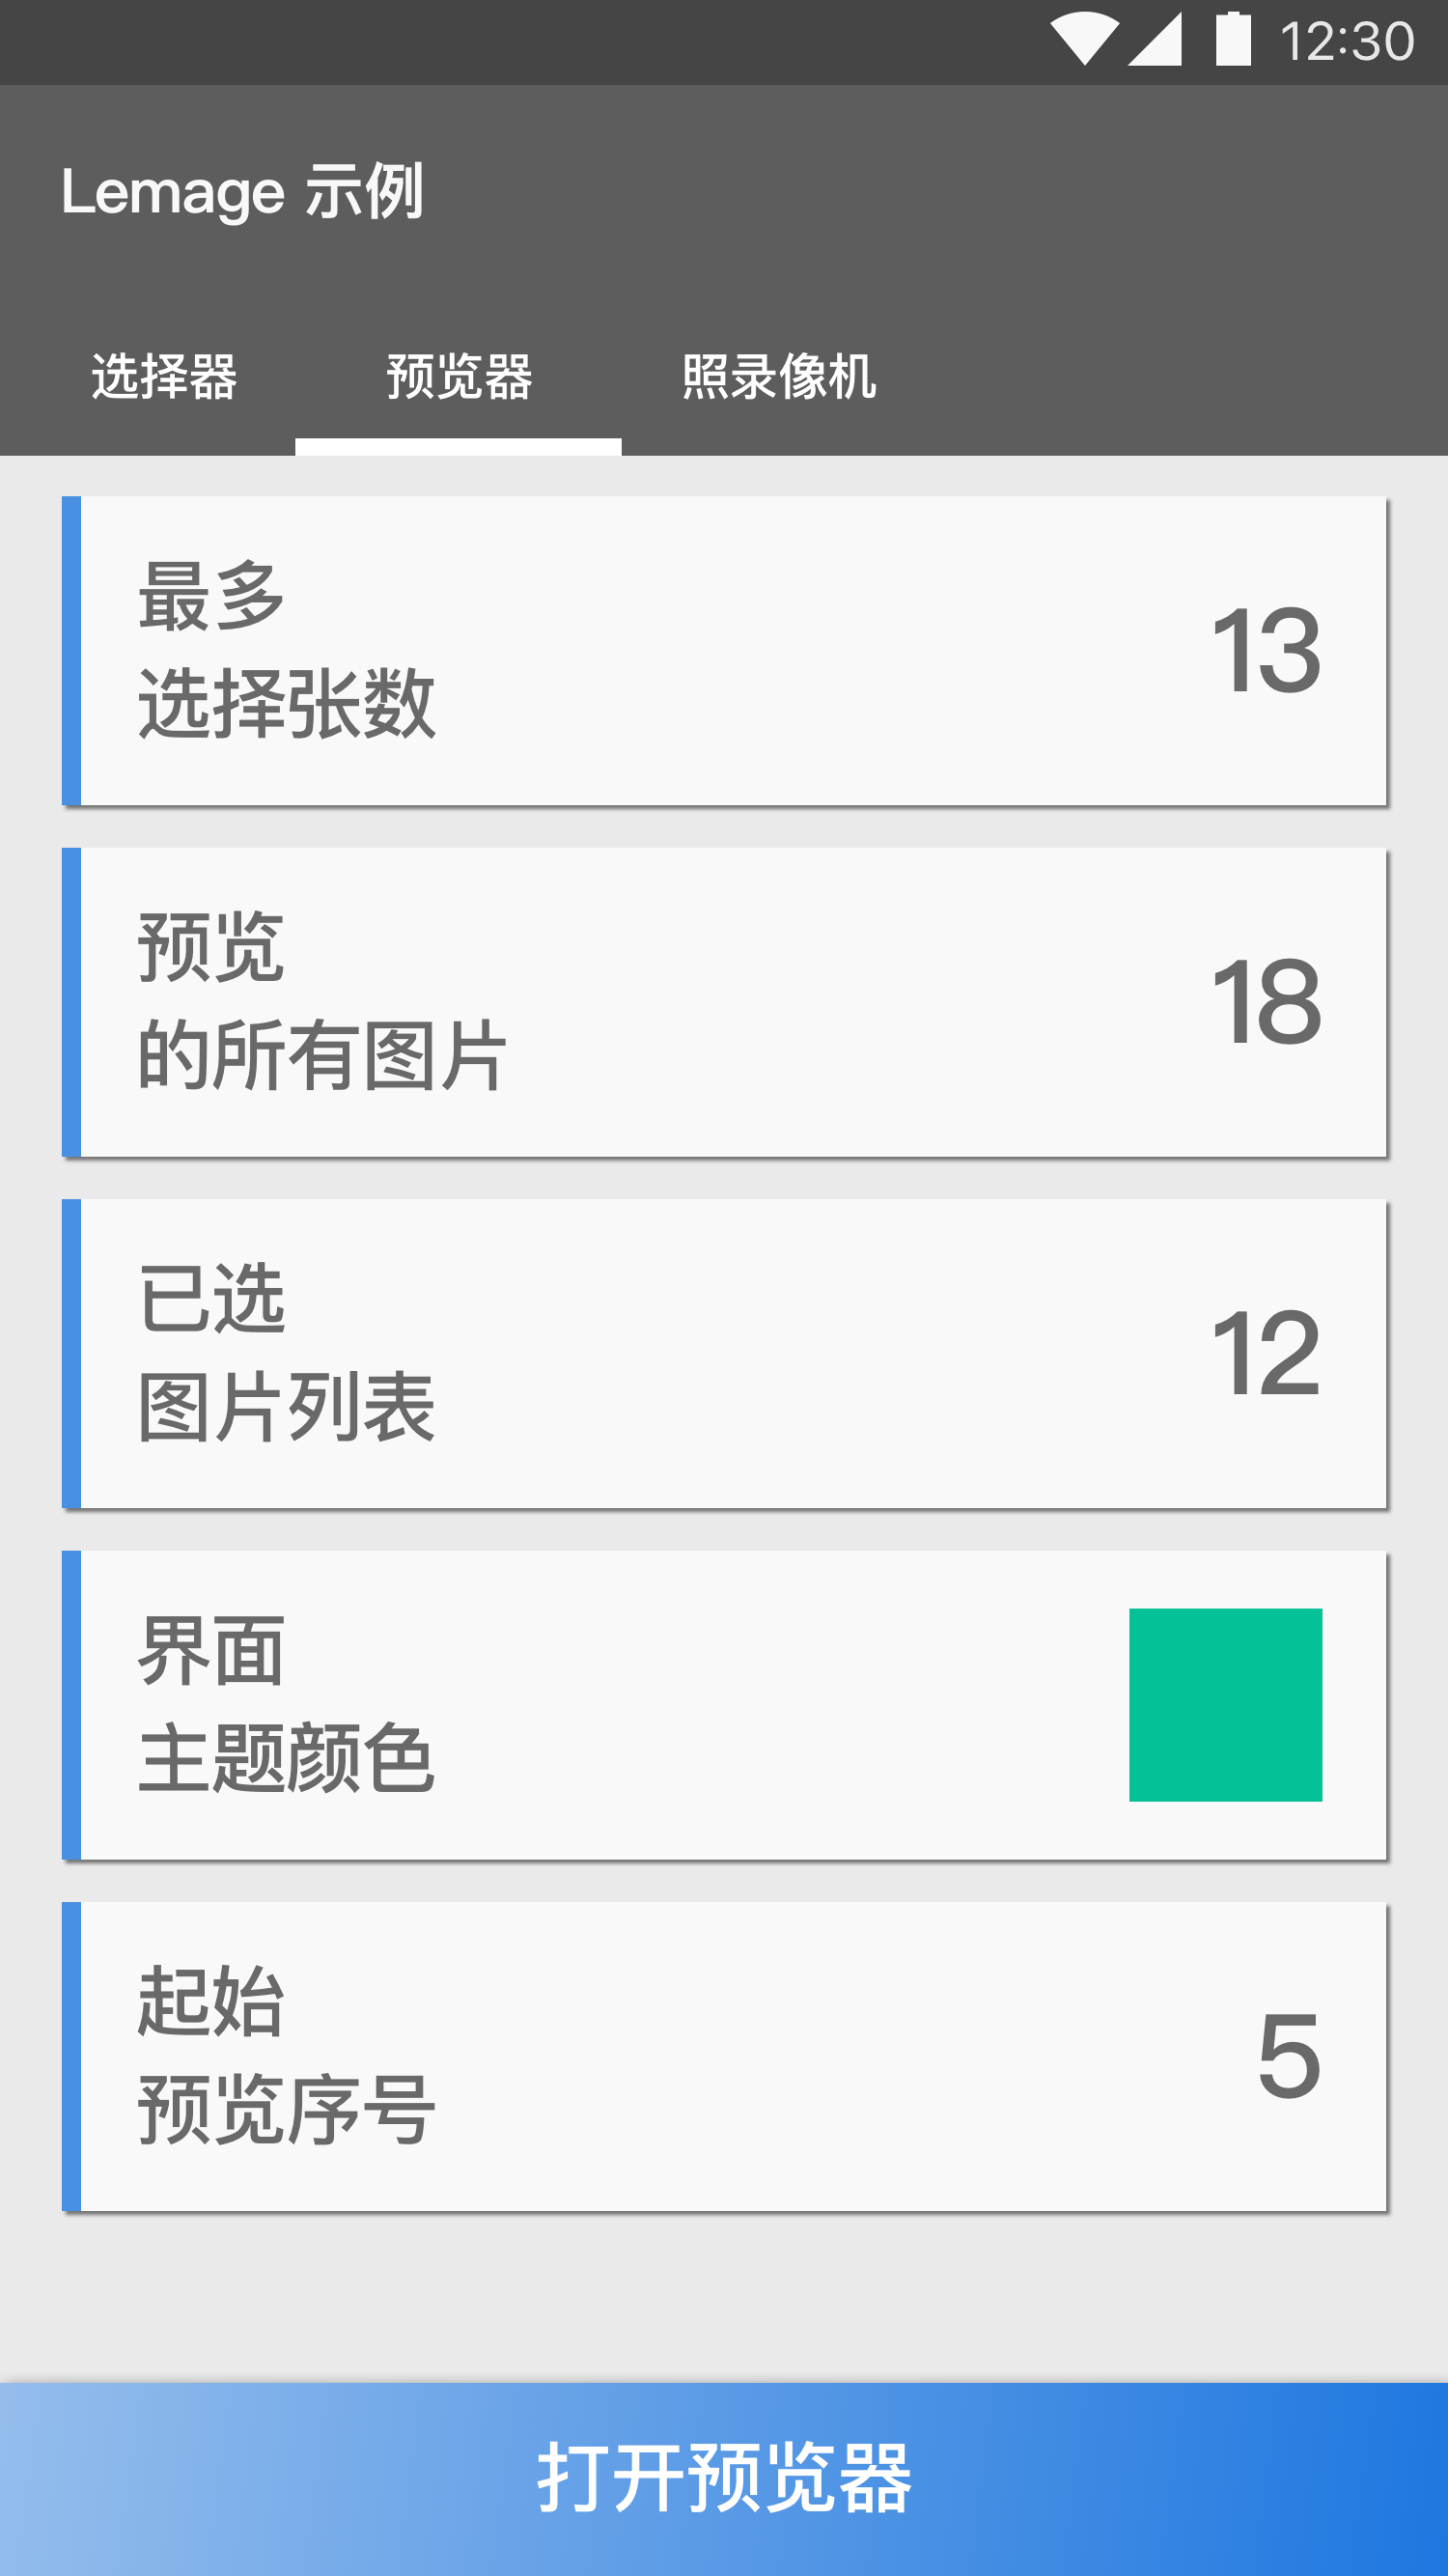 12:30
Lemage 示例
选择器 预览器 照录像机
最多
选择张数
13
预览
的所有图片
18
已选
图片列表
12
界面
主题颜色
起始
预览序号
5
打开预览器